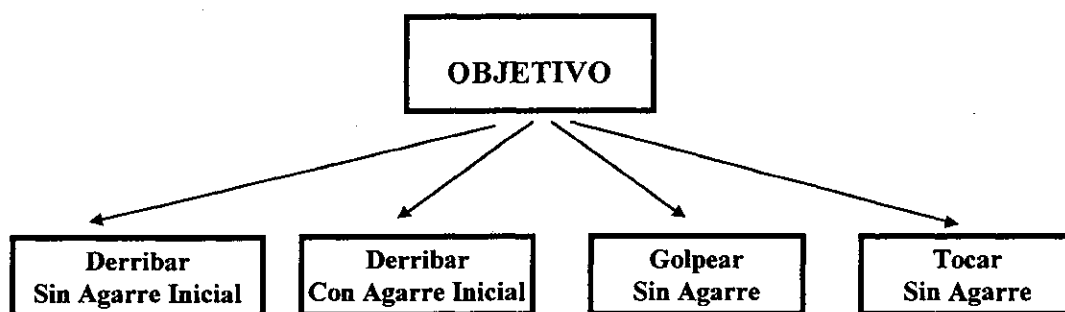 OBJETIVO
Derribar
Sin Agarre Inicial
Derribar
Con Agarre Inicial
Golpear
Sin Agarre
Tocar
Sin Agarre